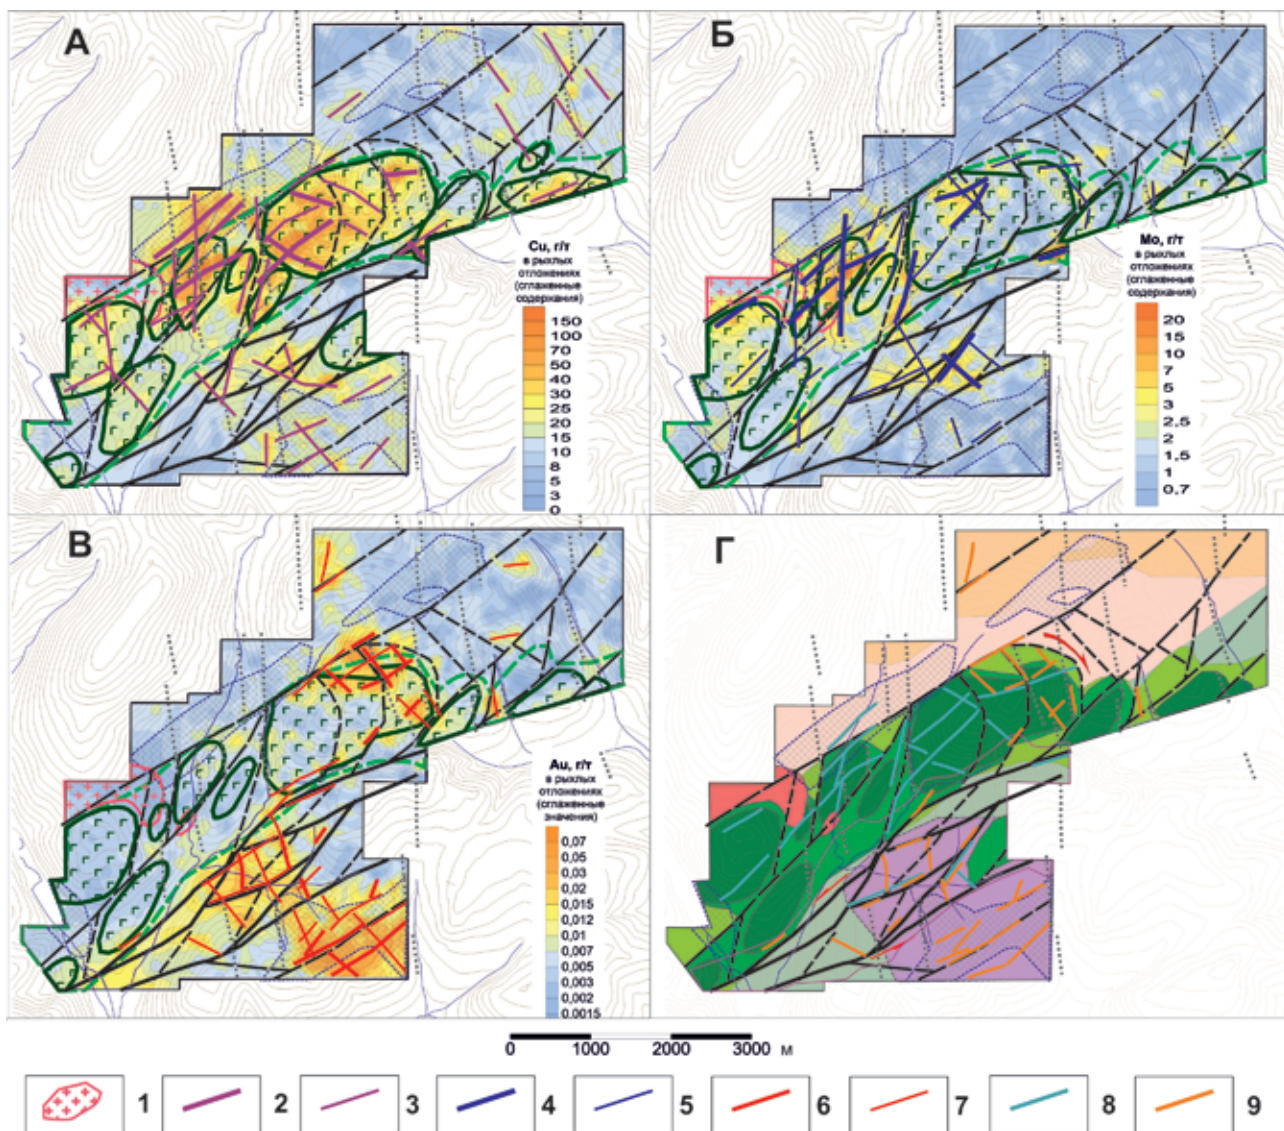 А
Cu, г/т
в рыхлых
отложениях
(сглаженные
содержания)
150
100
70
50
40
30
25
20
15
10
8
5
3
0
Б
Mo, г/т
в рыхлых
отложениях
(сглаженные
содержания)
20
15
10
7
5
3
2,5
2
1,5
1
0,7
В
Au, г/т
в рыхлых
отложениях
(сглаженные
значения)
0,07
0,05
0,03
0,02
0,015
0,012
0,01
0,007
0,005
0,003
0,002
0,0015
Г
0 1000 2000 3000 м
1 2 3 4 5 6 7 8 9